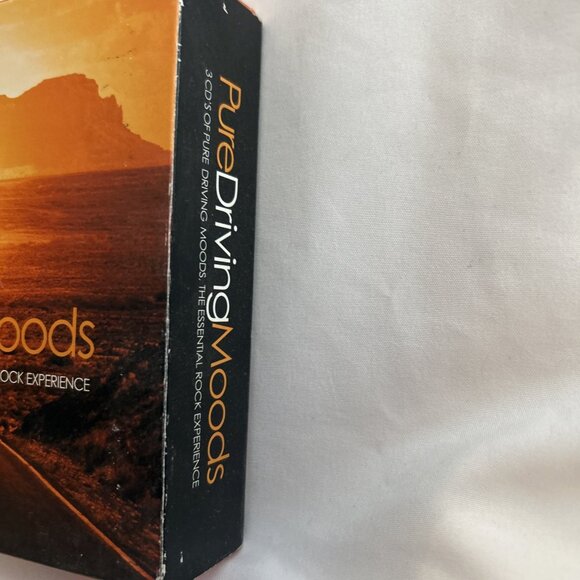 PureDrivingMoods
3 CD'S OF PURE DRIVING MOODS, THE ESSENTIAL ROCK EXPERIENCE
oods
OCK EXPERIENCE